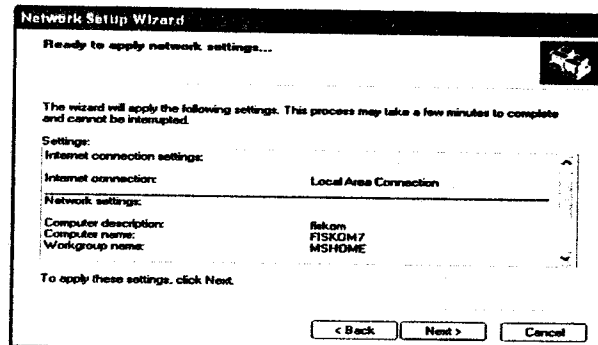 Network Setup Wizard
Ready to apply network settings...
The wizard will apply the following settings. This process may take a few minutes to complete
and cannot be interrupted.
Settings:
Internet connection settings:
Internet connection: Local Area Connection
Network settings:
Computer description: fiskom
Computer name: FISKOM7
Workgroup name: MSHOME
To apply these settings, click Next.
< Back Next > Cancel